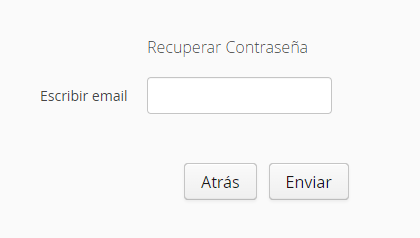 Recuperar Contraseña
Escribir email
Atrás Enviar